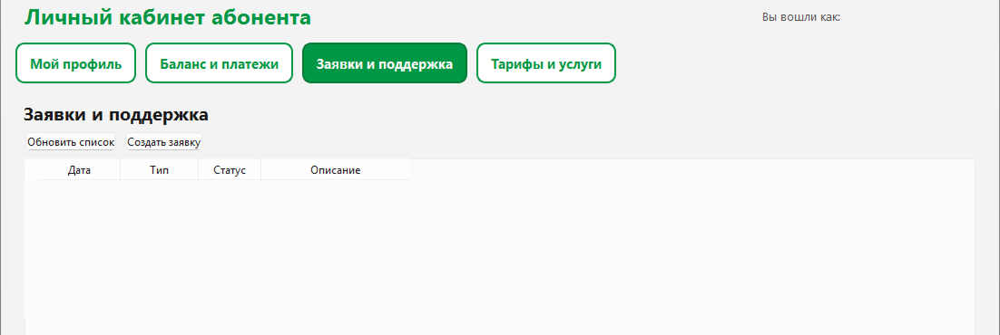 Личный кабинет абонента
Вы вошли как:
Мой профиль
Баланс и платежи
Заявки и поддержка
Тарифы и услуги
Заявки и поддержка
Обновить список
Создать заявку
Дата
Тип
Статус
Описание